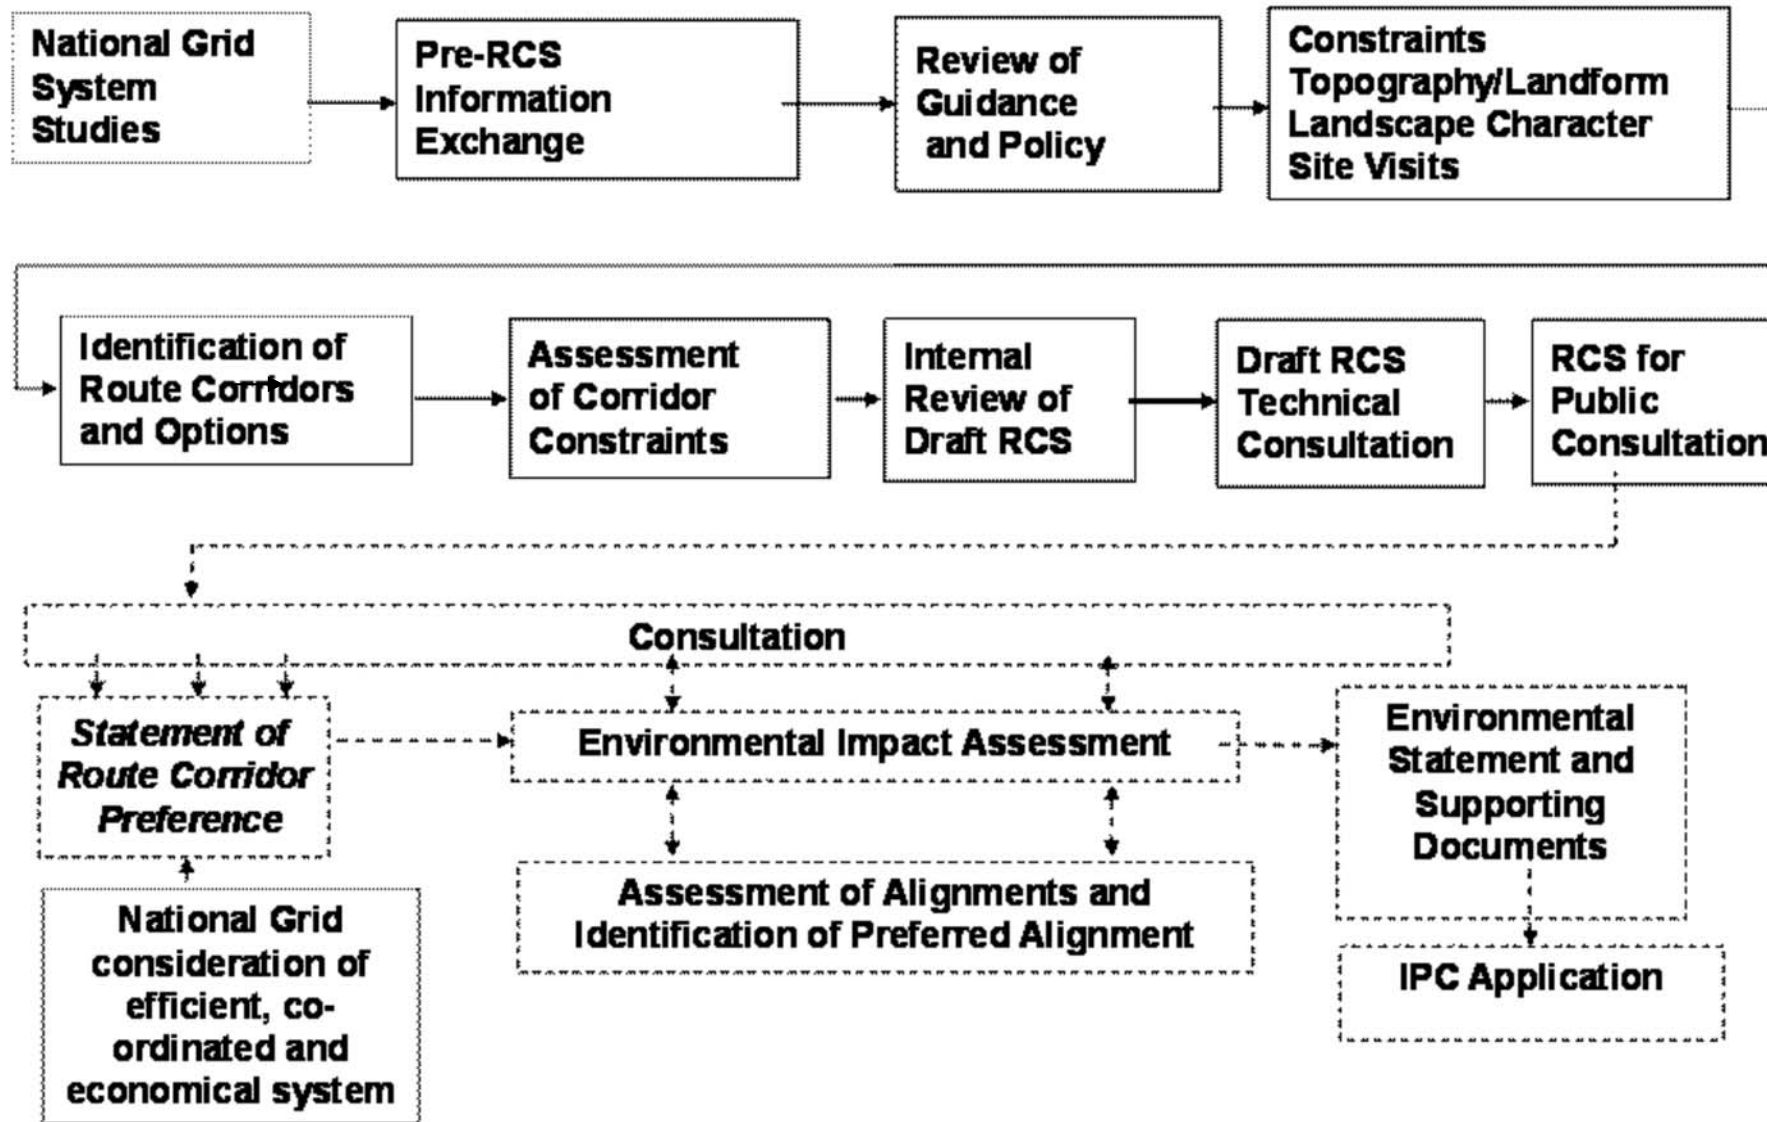 National Grid
System
Studies
Pre-RCS
Information
Exchange
Review of
Guidance
and Policy
Constraints
Topography/Landform
Landscape Character
Site Visits
Identification of
Route Corridors
and Options
Assessment
of Corridor
Constraints
Internal
Review of
Draft RCS
Draft RCS
Technical
Consultation
RCS for
Public
Consultation
Consultation
Statement of
Route Corridor
Preference
Environmental Impact Assessment
Environmental
Statement and
Supporting
Documents
National Grid
consideration of
efficient, co-
ordinated and
economical system
Assessment of Alignments and
Identification of Preferred Alignment
IPC Application